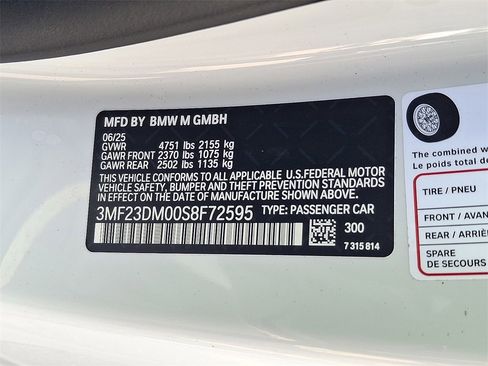 MFD BY BMW M GMBH
06/25
GVWR 4751 lbs 2155 kg
GAWR FRONT 2370 lbs 1075 kg
GAWR REAR 2502 lbs 1135 kg
THIS VEHICLE CONFORMS TO ALL APPLICABLE U.S.FEDERAL MOTOR
VEHICLE SAFETY, BUMPER AND THEFT PREVENTION STANDARDS
IN EFFECT ON THE DATE OF MANUFACTURE SHOWN ABOVE.
3MF23DM00S8F72595 TYPE: PASSENGER CAR
300
7 315 814
The combined w
Le poids total de
TIRE / PNEU
FRONT / AVAN
REAR / ARRIÈR
SPARE
DE SECOURS